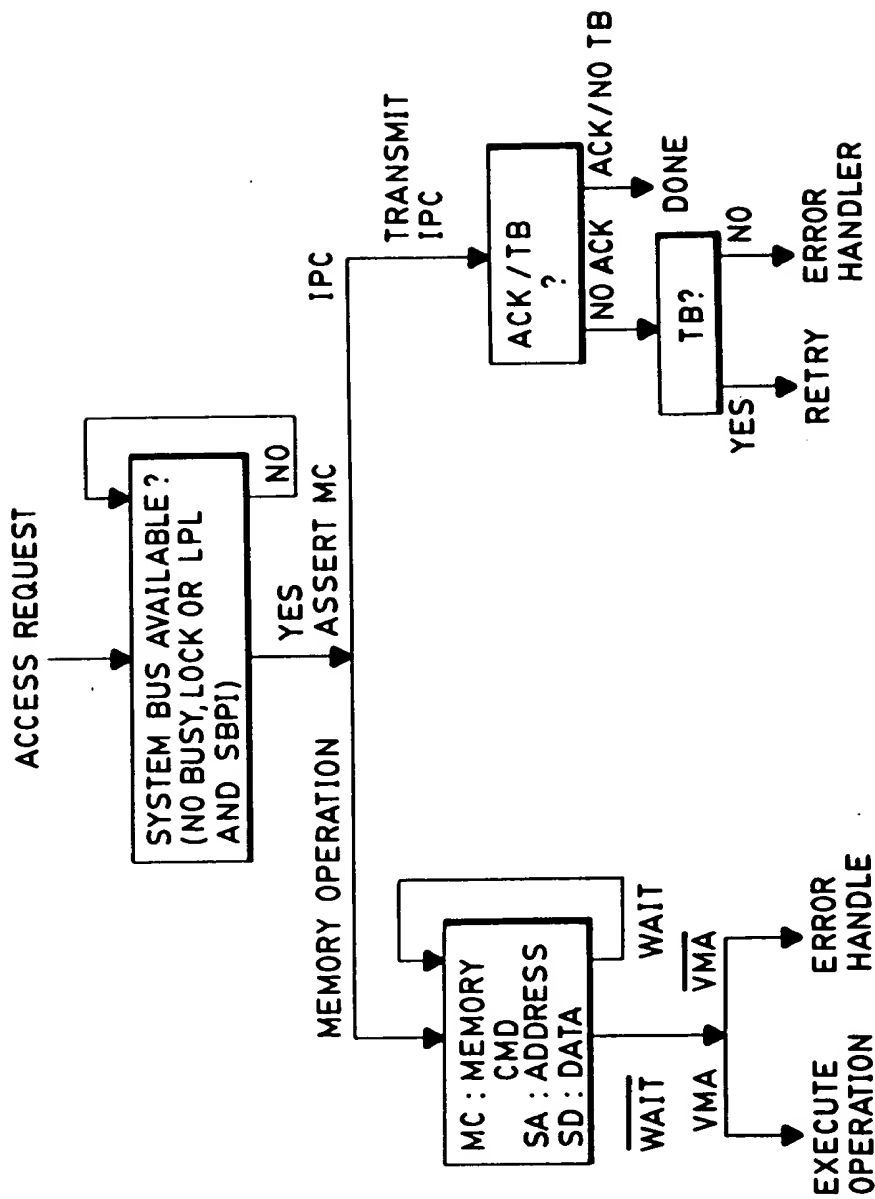 ACCESS REQUEST
SYSTEM BUS AVAILABLE?
(NO BUSY, LOCK OR LPL
AND SBPI)
NO
YES
ASSERT MC
MEMORY OPERATION
IPC
MC : MEMORY
CMD
SA : ADDRESS
SD : DATA
WAIT
W̅A̅I̅T̅
VMA
V̅M̅A̅
EXECUTE
OPERATION
ERROR
HANDLE
TRANSMIT
IPC
ACK / TB
?
NO ACK
ACK/NO TB
DONE
TB?
YES
NO
RETRY
ERROR
HANDLER